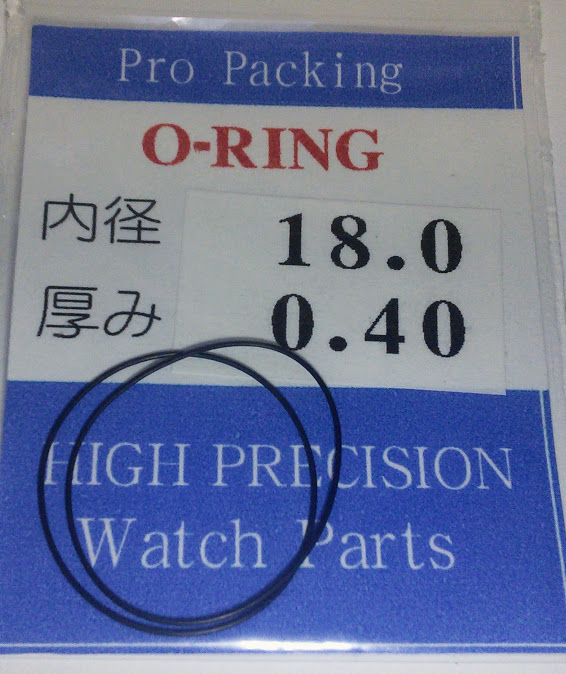 Pro Packing
O-RING
内径 18.0
厚み 0.40
HIGH PRECISION
Watch Parts